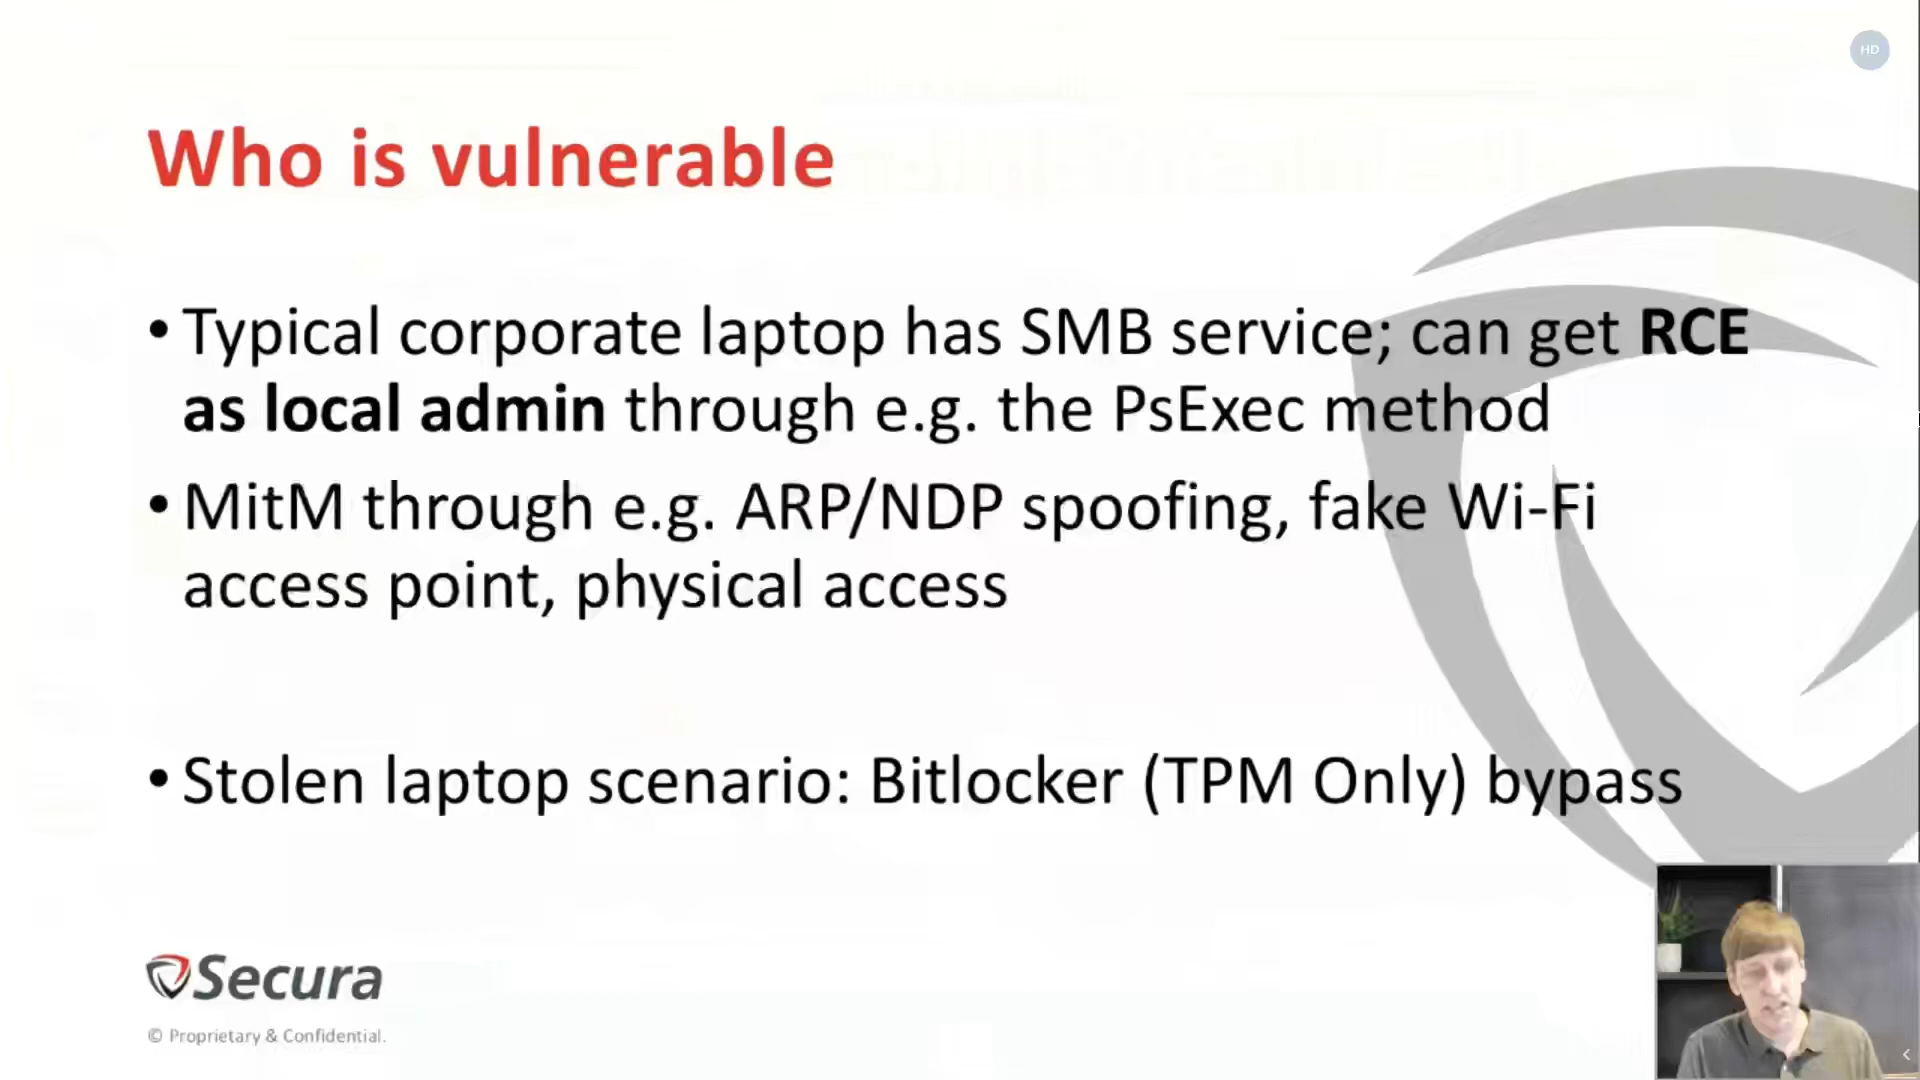 HD
Who is vulnerable
• Typical corporate laptop has SMB service; can get RCE
as local admin through e.g. the PsExec method
• MitM through e.g. ARP/NDP spoofing, fake Wi-Fi
access point, physical access
• Stolen laptop scenario: Bitlocker (TPM Only) bypass
Secura
© Proprietary & Confidential.